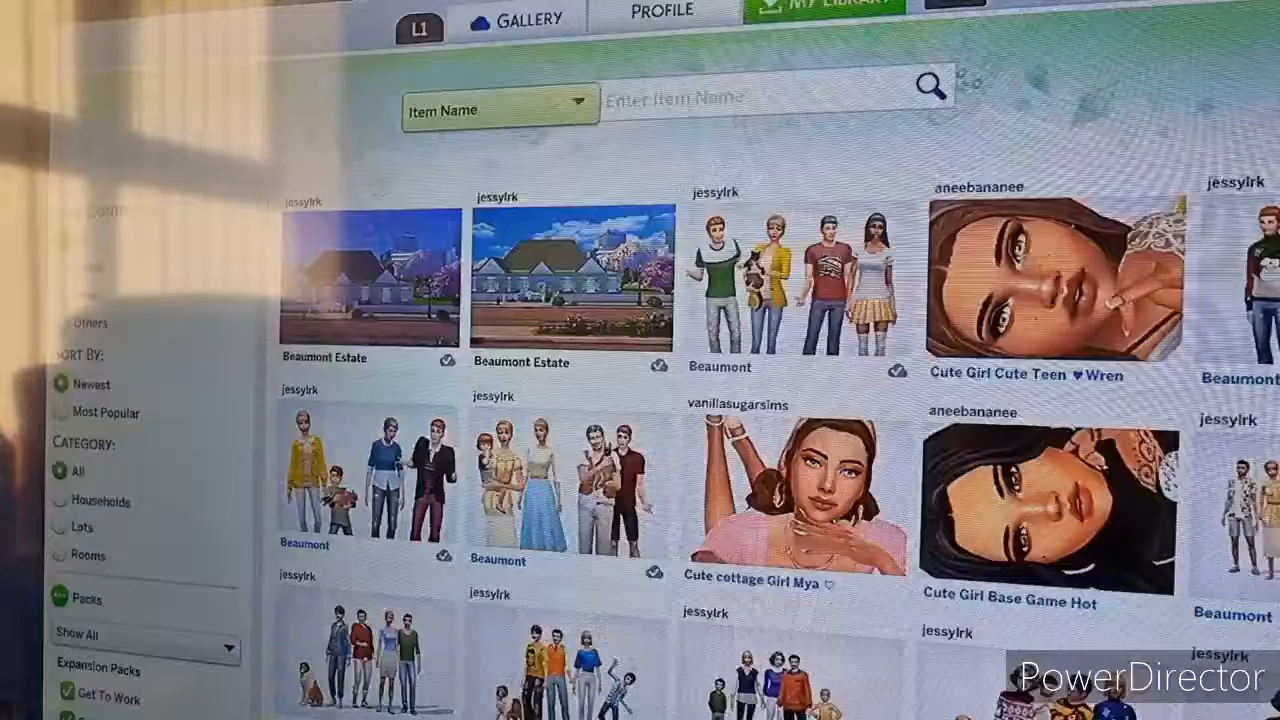 L1
GALLERY
PROFILE
MY LIBRARY
Item Name
Enter Item Name
jessylrk
jessylrk
jessylrk
aneebananee
jessylrk
Others
Beaumont Estate
Beaumont Estate
Beaumont
Cute Girl Cute Teen ♥Wren
Beaumont
SORT BY:
Newest
Most Popular
jessylrk
jessylrk
vanillasugarsims
aneebananee
jessylrk
CATEGORY:
All
Households
Lots
Rooms
Beaumont
Beaumont
Cute cottage Girl Mya ♡
Cute Girl Base Game Hot
Beaumont
jessylrk
jessylrk
jessylrk
jessylrk
jessylrk
Packs
Show All
Expansion Packs
Get To Work
PowerDirector